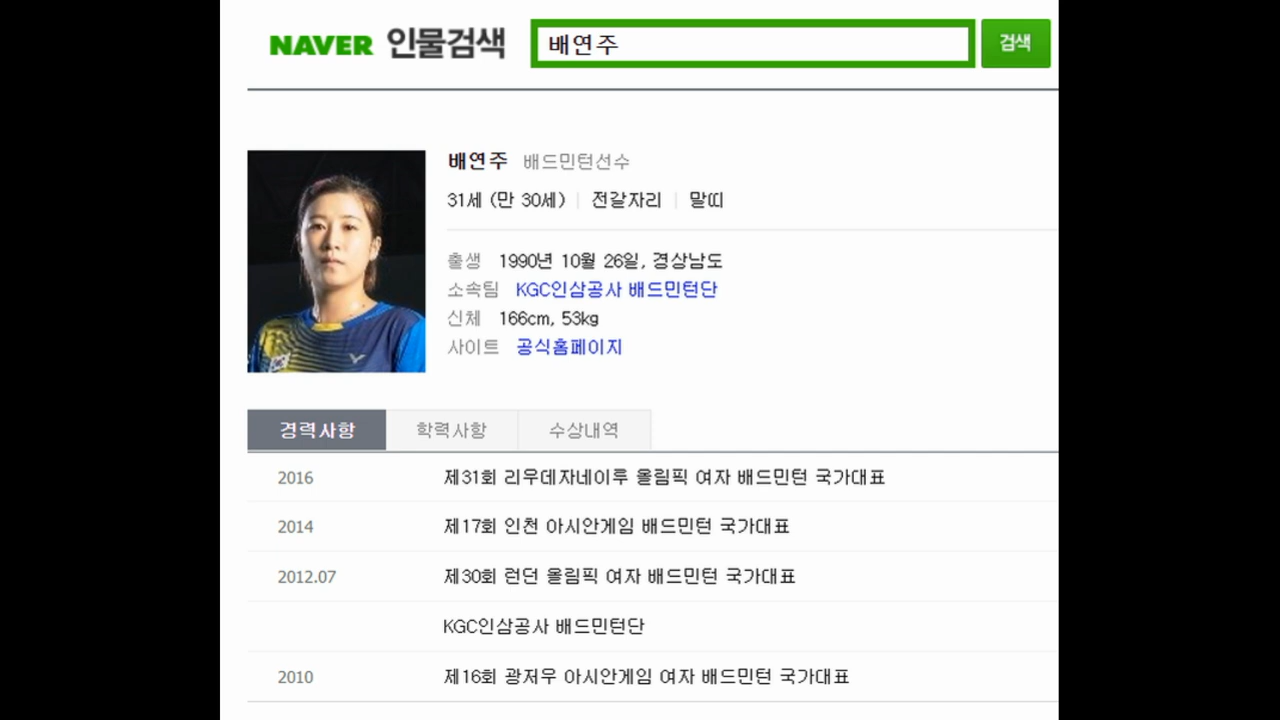 NAVER 인물검색 배연주 검색
배연주 배드민턴선수
31세 (만 30세) | 전갈자리 | 말띠
출생 1990년 10월 26일, 경상남도
소속팀 KGC인삼공사 배드민턴단
신체 166cm, 53kg
사이트 공식홈페이지
경력사항 학력사항 수상내역
2016 제31회 리우데자네이루 올림픽 여자 배드민턴 국가대표
2014 제17회 인천 아시안게임 배드민턴 국가대표
2012.07 제30회 런던 올림픽 여자 배드민턴 국가대표
KGC인삼공사 배드민턴단
2010 제16회 광저우 아시안게임 여자 배드민턴 국가대표